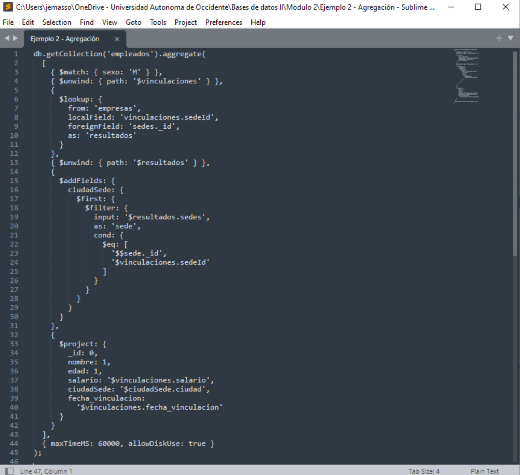 C:\Users\jemasso\OneDrive - Universidad Autonoma de Occidente\Bases de datos II\Modulo 2\Ejemplo 2 - Agregación - Sublime ...
File Edit Selection Find View Goto Tools Project Preferences Help
Ejemplo 2 - Agregación
1 db.getCollection('empleados').aggregate(
2 [
3 { $match: { sexo: 'M' } },
4 { $unwind: { path: '$vinculaciones' } },
5 {
6 $lookup: {
7 from: 'empresas',
8 localField: 'vinculaciones.sedeId',
9 foreignField: 'sedes._id',
10 as: 'resultados'
11 }
12 },
13 { $unwind: { path: '$resultados' } },
14 {
15 $addFields: {
16 ciudadSede: {
17 $first: {
18 $filter: {
19 input: '$resultados.sedes',
20 as: 'sede',
21 cond: {
22 $eq: [
23 '$$sede._id',
24 '$vinculaciones.sedeId'
25 ]
26 }
27 }
28 }
29 }
30 }
31 },
32 {
33 $project: {
34 _id: 0,
35 nombre: 1,
36 edad: 1,
37 salario: '$vinculaciones.salario',
38 ciudadSede: '$ciudadSede.ciudad',
39 fecha_vinculacion:
40 '$vinculaciones.fecha_vinculacion'
41 }
42 }
43 ],
44 { maxTimeMS: 60000, allowDiskUse: true }
45 );
46
Line 47, Column 1
Tab Size: 4
Plain Text